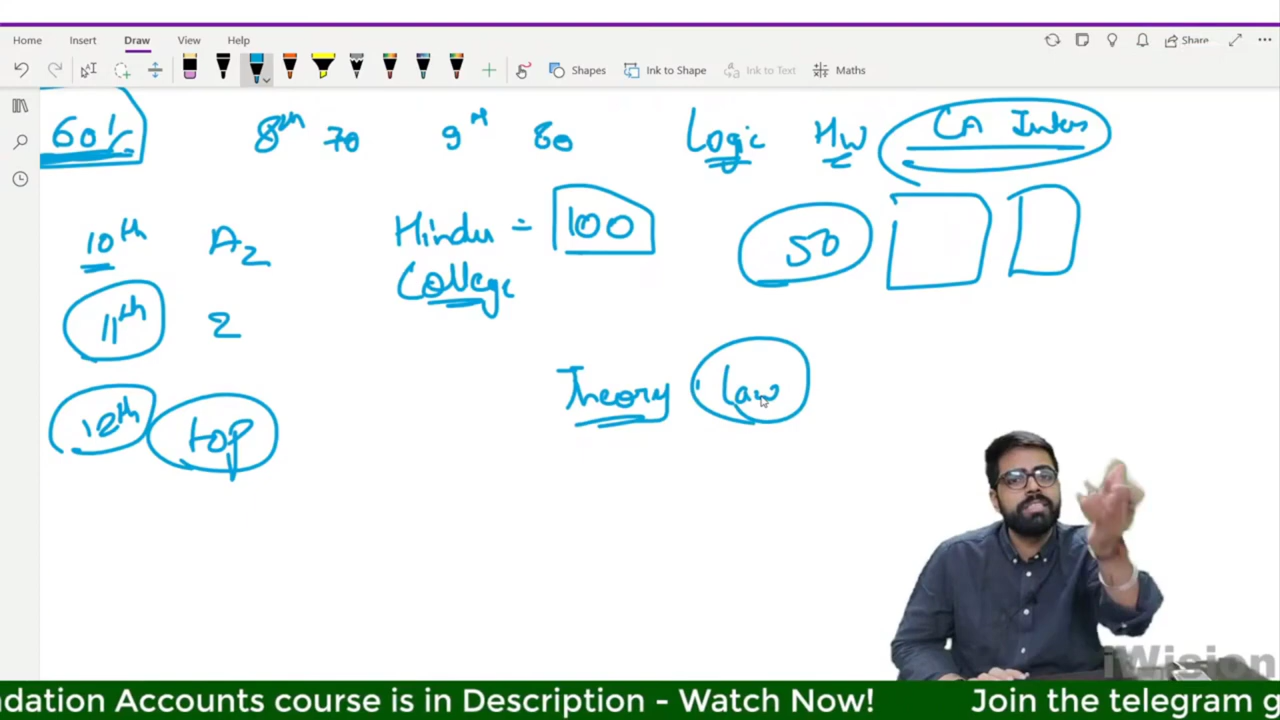 Home Insert Draw View Help Share
Shapes Ink to Shape Ink to Text Maths
60% 8th 70 9th 80 Logic HW CA Inter
10th A2 Hindu = 100 50
College
11th 2
Theory Law
12th top
iWision
ndation Accounts course is in Description - Watch Now! Join the telegram g